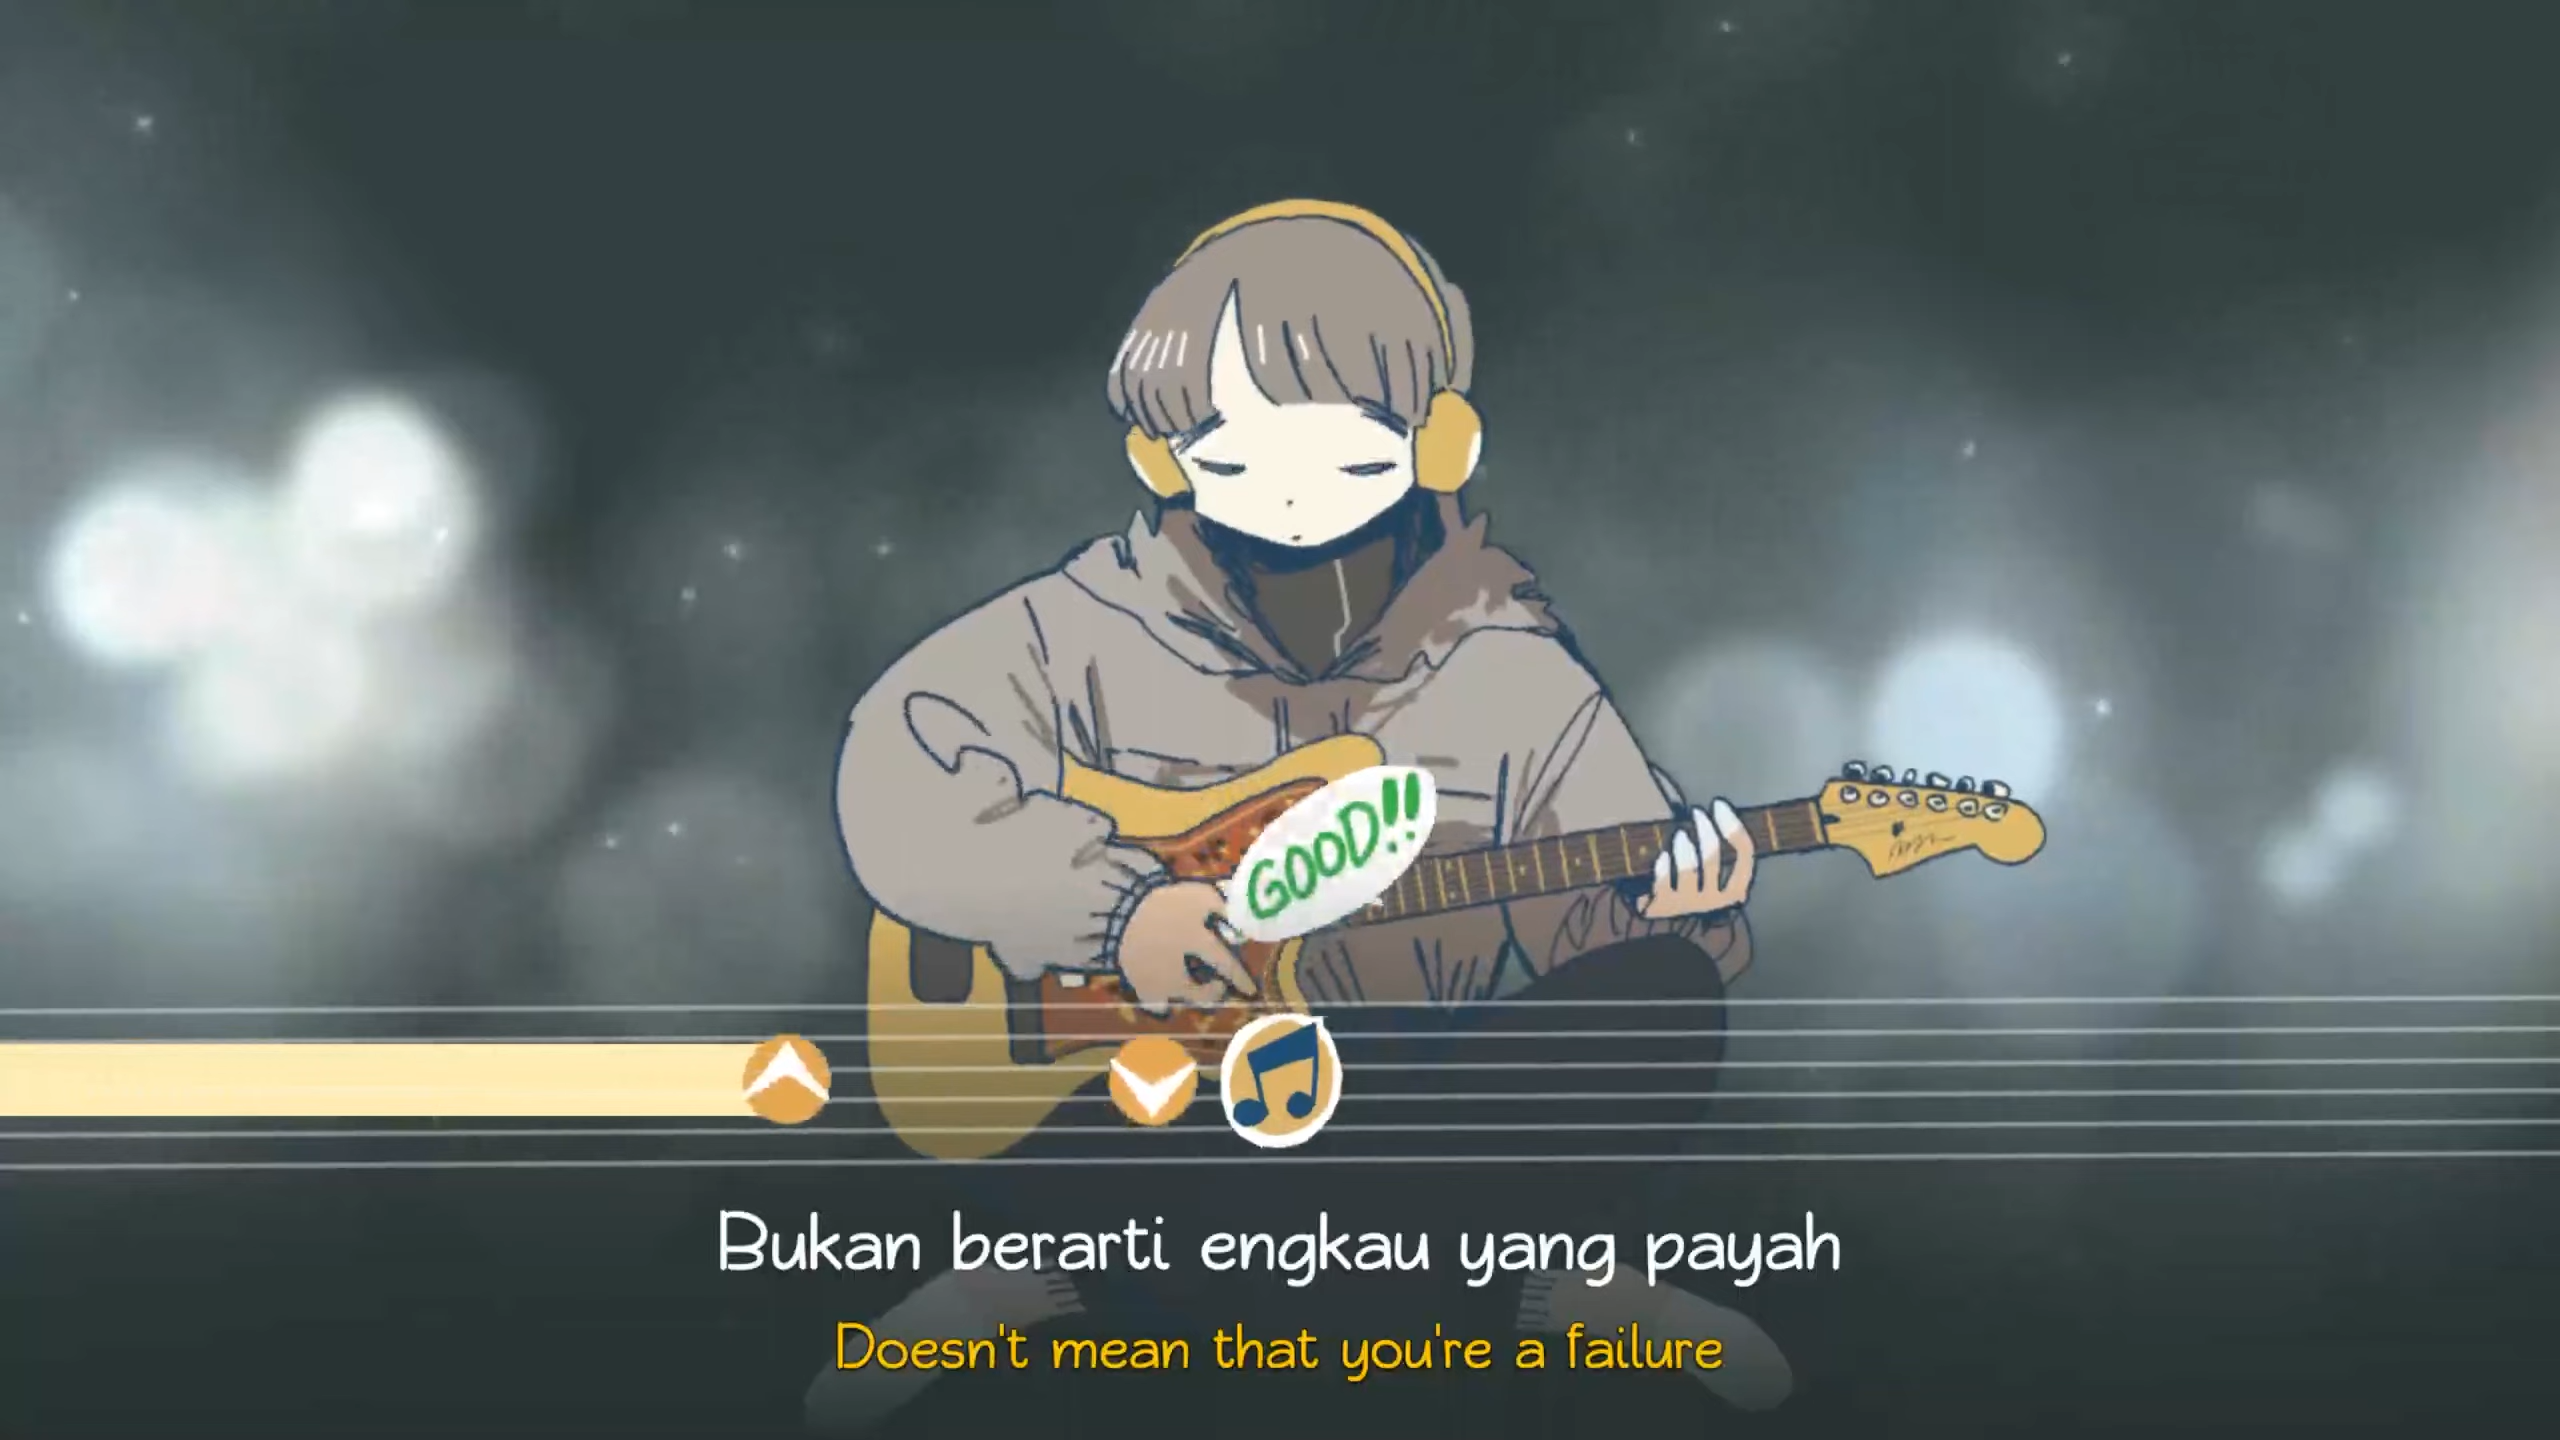 GOOD!!
Bukan berarti engkau yang payah
Doesn't mean that you're a failure